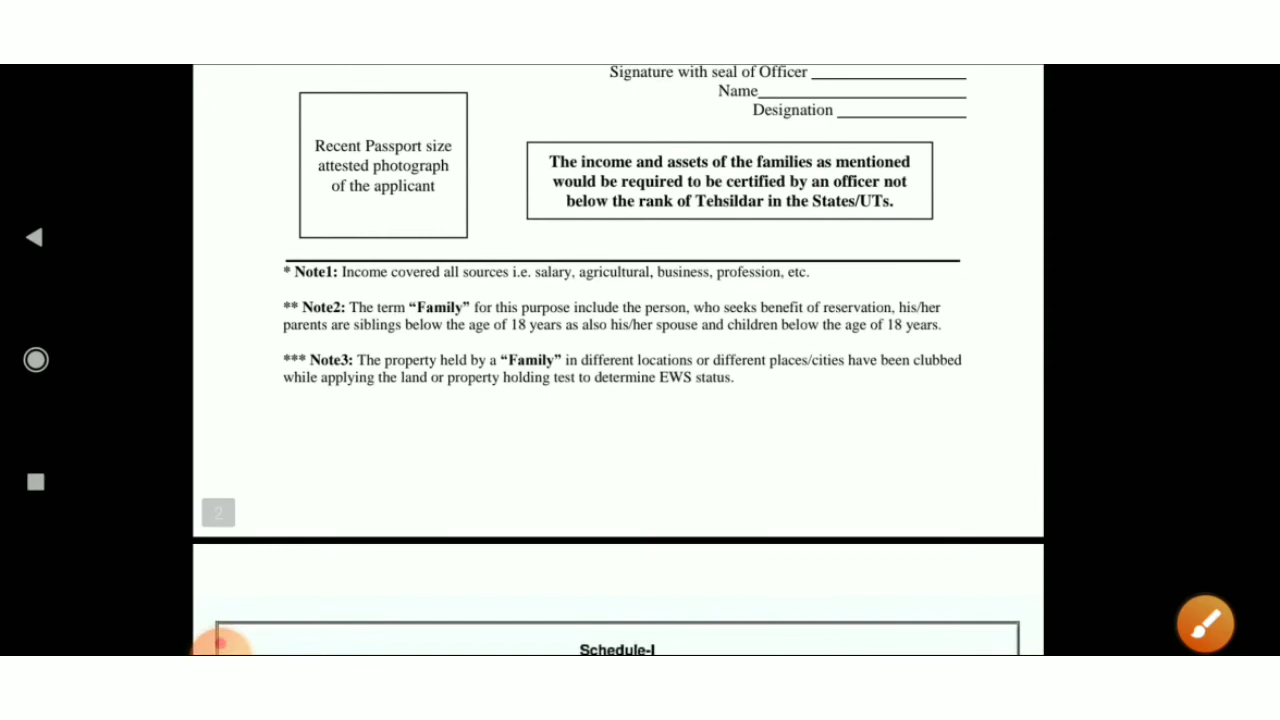 Signature with seal of Officer
Name
Designation
Recent Passport size
attested photograph
of the applicant
The income and assets of the families as mentioned
would be required to be certified by an officer not
below the rank of Tehsildar in the States/UTs.
* Note1: Income covered all sources i.e. salary, agricultural, business, profession, etc.
** Note2: The term “Family” for this purpose include the person, who seeks benefit of reservation, his/her
parents are siblings below the age of 18 years as also his/her spouse and children below the age of 18 years.
*** Note3: The property held by a “Family” in different locations or different places/cities have been clubbed
while applying the land or property holding test to determine EWS status.
2
Schedule-I